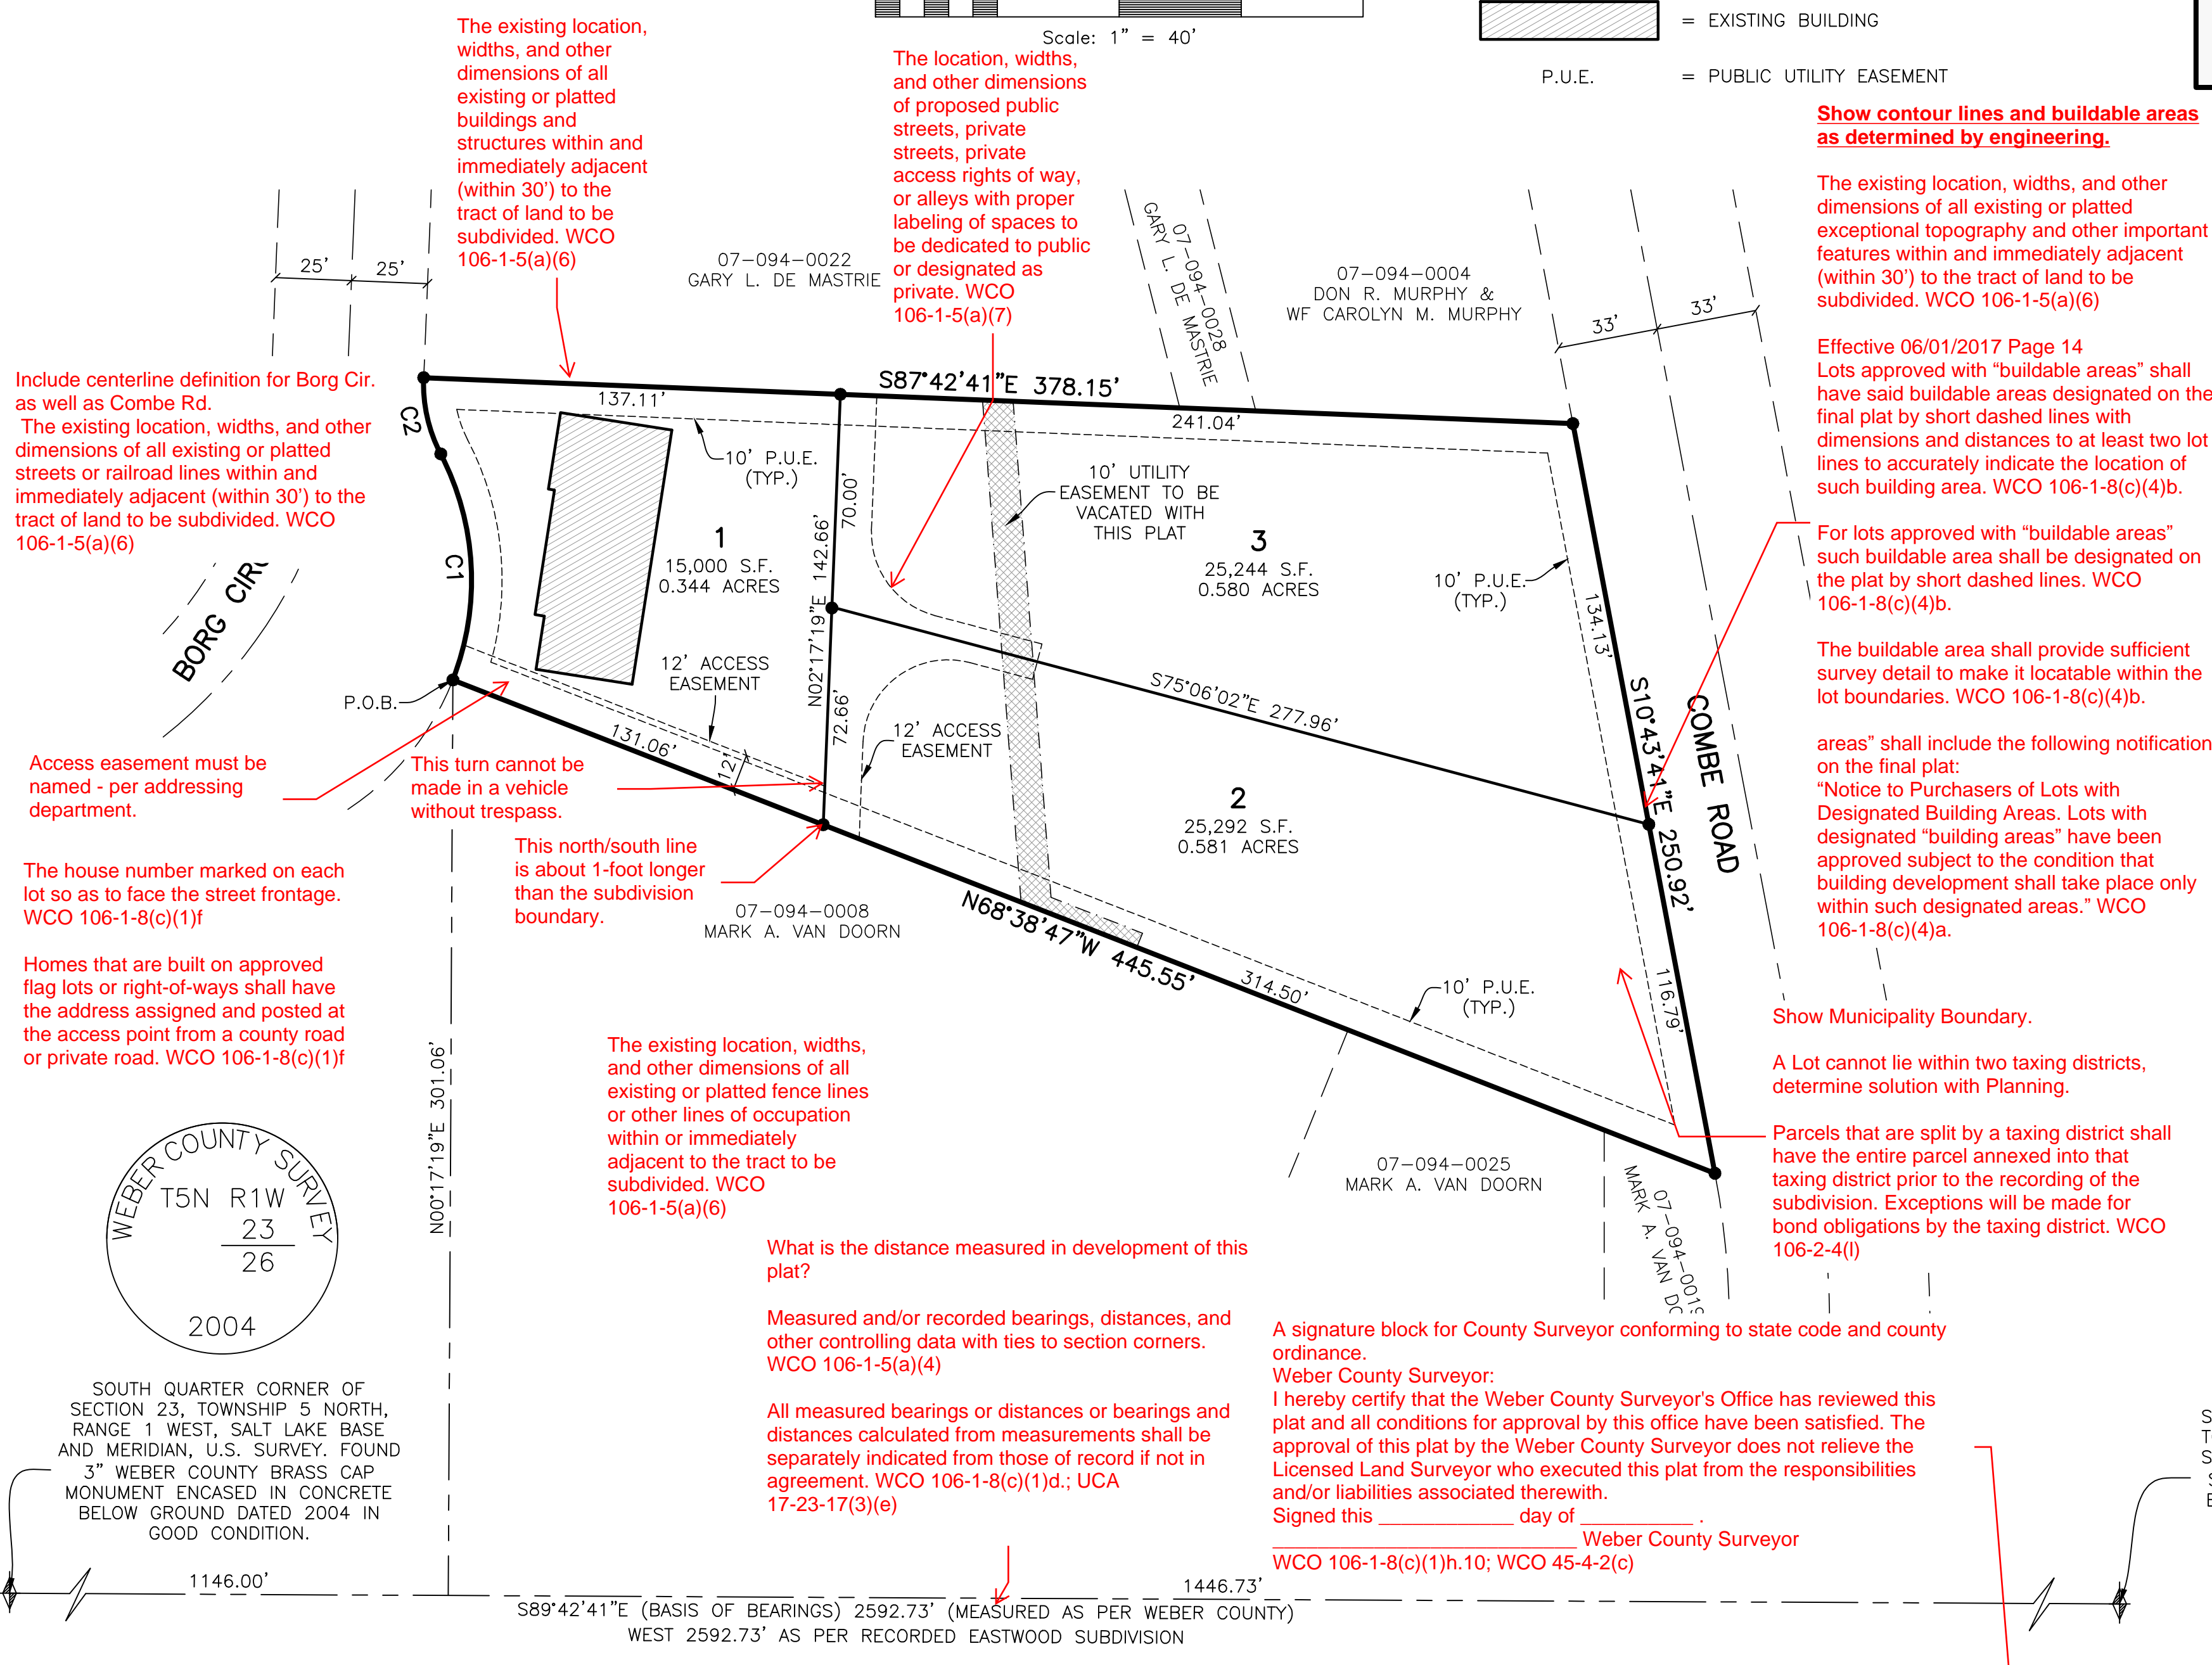 Scale: 1" = 40'
= EXISTING BUILDING
P.U.E. = PUBLIC UTILITY EASEMENT
The existing location,
widths, and other
dimensions of all
existing or platted
buildings and
structures within and
immediately adjacent
(within 30') to the
tract of land to be
subdivided. WCO
106-1-5(a)(6)
The location, widths,
and other dimensions
of proposed public
streets, private
streets, private
access rights of way,
or alleys with proper
labeling of spaces to
be dedicated to public
or designated as
private. WCO
106-1-5(a)(7)
Show contour lines and buildable areas
as determined by engineering.
The existing location, widths, and other
dimensions of all existing or platted
exceptional topography and other important
features within and immediately adjacent
(within 30') to the tract of land to be
subdivided. WCO 106-1-5(a)(6)
Effective 06/01/2017 Page 14
Lots approved with “buildable areas” shall
have said buildable areas designated on the
final plat by short dashed lines with
dimensions and distances to at least two lot
lines to accurately indicate the location of
such building area. WCO 106-1-8(c)(4)b.
For lots approved with “buildable areas”
such buildable area shall be designated on
the plat by short dashed lines. WCO
106-1-8(c)(4)b.
The buildable area shall provide sufficient
survey detail to make it locatable within the
lot boundaries. WCO 106-1-8(c)(4)b.
areas” shall include the following notification
on the final plat:
“Notice to Purchasers of Lots with
Designated Building Areas. Lots with
designated “building areas” have been
approved subject to the condition that
building development shall take place only
within such designated areas.” WCO
106-1-8(c)(4)a.
25' 25'
07-094-0022
GARY L. DE MASTRIE
07-094-0028
GARY L. DE MASTRIE
07-094-0004
DON R. MURPHY &
WF CAROLYN M. MURPHY
33' 33'
Include centerline definition for Borg Cir.
as well as Combe Rd.
The existing location, widths, and other
dimensions of all existing or platted
streets or railroad lines within and
immediately adjacent (within 30') to the
tract of land to be subdivided. WCO
106-1-5(a)(6)
BORG CIR
C2
C1
S87°42'41"E 378.15'
137.11'
241.04'
10' P.U.E.
(TYP.)
70.00'
N02°17'19"E 142.66'
72.66'
10' UTILITY
EASEMENT TO BE
VACATED WITH
THIS PLAT
1
15,000 S.F.
0.344 ACRES
3
25,244 S.F.
0.580 ACRES
10' P.U.E.
(TYP.)
134.13'
12' ACCESS
EASEMENT
P.O.B.
131.06'
12'
12' ACCESS
EASEMENT
S75°06'02"E 277.96'
S10°43'41"E 250.92'
COMBE ROAD
2
25,292 S.F.
0.581 ACRES
116.79'
Access easement must be
named - per addressing
department.
This turn cannot be
made in a vehicle
without trespass.
This north/south line
is about 1-foot longer
than the subdivision
boundary.
07-094-0008
MARK A. VAN DOORN
N68°38'47"W 445.55'
314.50'
10' P.U.E.
(TYP.)
The house number marked on each
lot so as to face the street frontage.
WCO 106-1-8(c)(1)f
Homes that are built on approved
flag lots or right-of-ways shall have
the address assigned and posted at
the access point from a county road
or private road. WCO 106-1-8(c)(1)f
N00°17'19"E 301.06'
The existing location, widths,
and other dimensions of all
existing or platted fence lines
or other lines of occupation
within or immediately
adjacent to the tract to be
subdivided. WCO
106-1-5(a)(6)
07-094-0025
MARK A. VAN DOORN
07-094-0019
MARK A. VAN DO
Show Municipality Boundary.
A Lot cannot lie within two taxing districts,
determine solution with Planning.
Parcels that are split by a taxing district shall
have the entire parcel annexed into that
taxing district prior to the recording of the
subdivision. Exceptions will be made for
bond obligations by the taxing district. WCO
106-2-4(l)
WEBER COUNTY SURVEY
T5N R1W
23
26
2004
SOUTH QUARTER CORNER OF
SECTION 23, TOWNSHIP 5 NORTH,
RANGE 1 WEST, SALT LAKE BASE
AND MERIDIAN, U.S. SURVEY. FOUND
3" WEBER COUNTY BRASS CAP
MONUMENT ENCASED IN CONCRETE
BELOW GROUND DATED 2004 IN
GOOD CONDITION.
What is the distance measured in development of this
plat?
Measured and/or recorded bearings, distances, and
other controlling data with ties to section corners.
WCO 106-1-5(a)(4)
All measured bearings or distances or bearings and
distances calculated from measurements shall be
separately indicated from those of record if not in
agreement. WCO 106-1-8(c)(1)d.; UCA
17-23-17(3)(e)
A signature block for County Surveyor conforming to state code and county
ordinance.
Weber County Surveyor:
I hereby certify that the Weber County Surveyor's Office has reviewed this
plat and all conditions for approval by this office have been satisfied. The
approval of this plat by the Weber County Surveyor does not relieve the
Licensed Land Surveyor who executed this plat from the responsibilities
and/or liabilities associated therewith.
Signed this ____________ day of __________ .
___________________________ Weber County Surveyor
WCO 106-1-8(c)(1)h.10; WCO 45-4-2(c)
1146.00'
1446.73'
S89°42'41"E (BASIS OF BEARINGS) 2592.73' (MEASURED AS PER WEBER COUNTY)
WEST 2592.73' AS PER RECORDED EASTWOOD SUBDIVISION